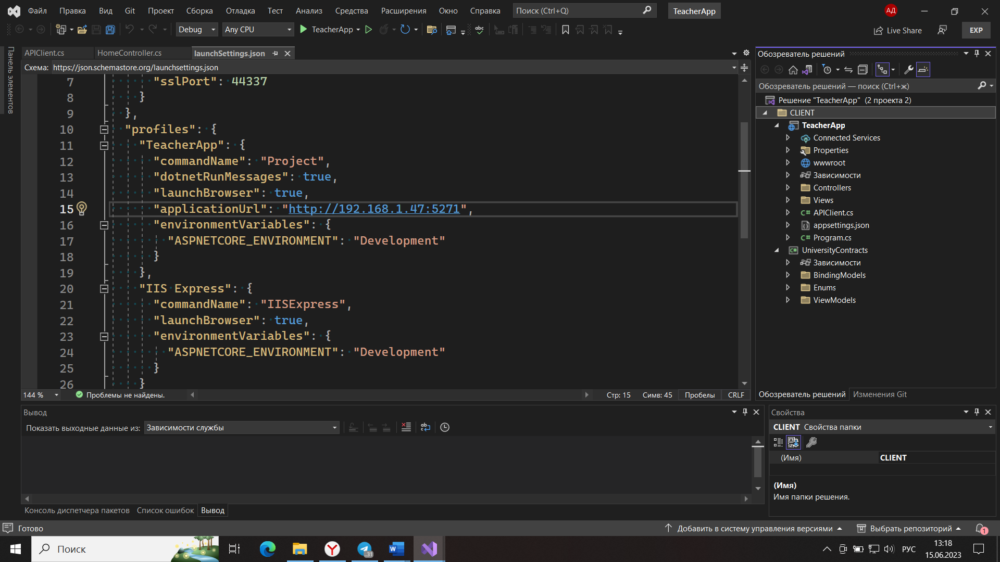 Файл Правка Вид Git Проект Сборка Отладка Тест Анализ Средства Расширения Окно Справка Поиск (Ctrl+Q) TeacherApp АД
Debug Any CPU TeacherApp Live Share EXP
Панель элементов
APIClient.cs HomeController.cs launchSettings.json
Схема: https://json.schemastore.org/launchsettings.json
7 "sslPort": 44337
8 }
9 },
10 "profiles": {
11 "TeacherApp": {
12 "commandName": "Project",
13 "dotnetRunMessages": true,
14 "launchBrowser": true,
15 "applicationUrl": "http://192.168.1.47:5271",
16 "environmentVariables": {
17 "ASPNETCORE_ENVIRONMENT": "Development"
18 }
19 },
20 "IIS Express": {
21 "commandName": "IISExpress",
22 "launchBrowser": true,
23 "environmentVariables": {
24 "ASPNETCORE_ENVIRONMENT": "Development"
25 }
26 }
144 % Проблемы не найдены. Стр: 15 Симв: 45 Пробелы CRLF
Обозреватель решений
Обозреватель решений — поиск (Ctrl+ж)
Решение "TeacherApp" (2 проекта 2)
CLIENT
TeacherApp
Connected Services
Properties
wwwroot
Зависимости
Controllers
Views
C# APIClient.cs
appsettings.json
C# Program.cs
C# UniversityContracts
Зависимости
BindingModels
Enums
ViewModels
Обозреватель решений Изменения Git
Вывод
Показать выходные данные из: Зависимости службы
Консоль диспетчера пакетов Список ошибок Вывод
Свойства
CLIENT Свойства папки
(Имя) CLIENT
(Имя)
Имя папки решения.
Готово Добавить в систему управления версиями Выбрать репозиторий 1
Поиск 31 РУС 13:18
15.06.2023